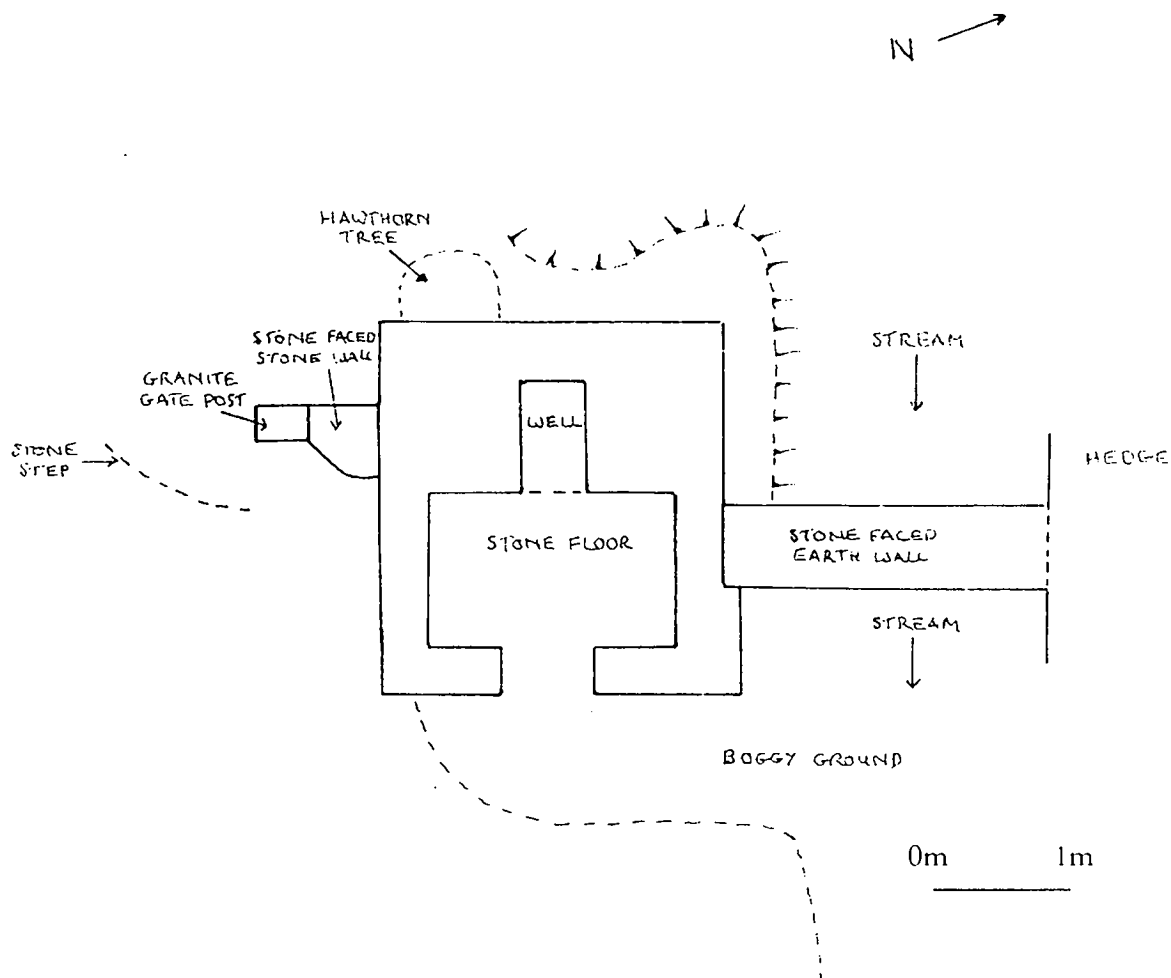 N
HAWTHORN
TREE
STONE FACED
STONE WALL
GRANITE
GATE POST
STONE
STEP
WELL
STONE FLOOR
STREAM
HEDGE
STONE FACED
EARTH WALL
STREAM
BOGGY GROUND
0m 1m